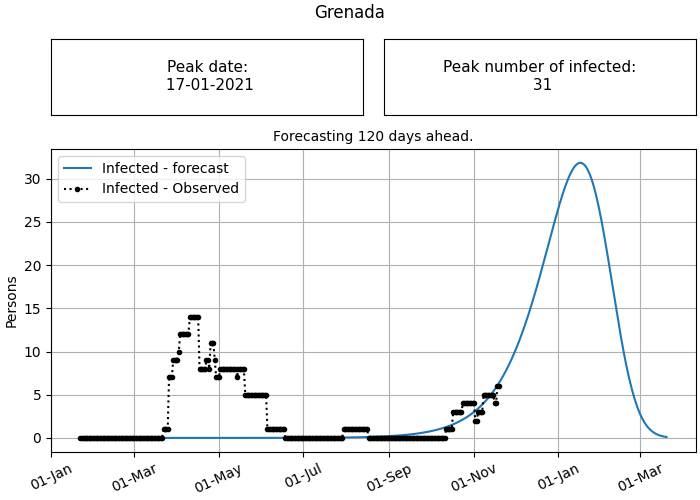 Grenada
Peak date:
17-01-2021
Peak number of infected:
31
Forecasting 120 days ahead.
Infected - forecast
Infected - Observed
Persons
30
25
20
15
10
5
0
01-Jan
01-Mar
01-May
01-Jul
01-Sep
01-Nov
01-Jan
01-Mar